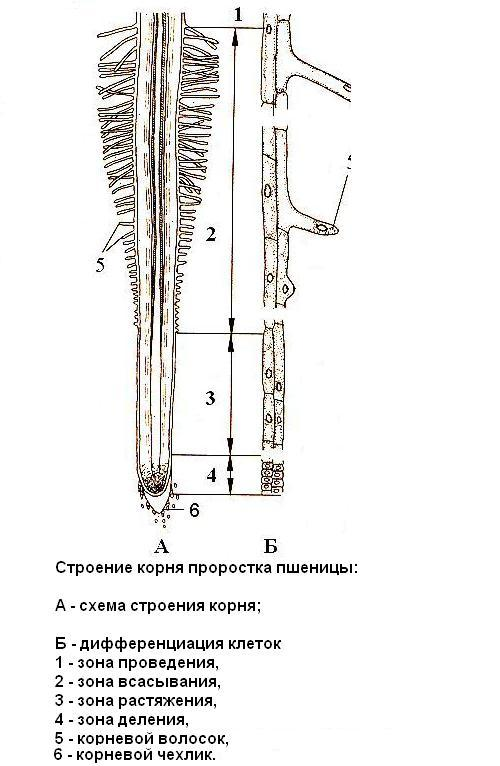 1
2
5
3
4
6
А Б
Строение корня проростка пшеницы:
А - схема строения корня;
Б - дифференциация клеток
1 - зона проведения,
2 - зона всасывания,
3 - зона растяжения,
4 - зона деления,
5 - корневой волосок,
6 - корневой чехлик.